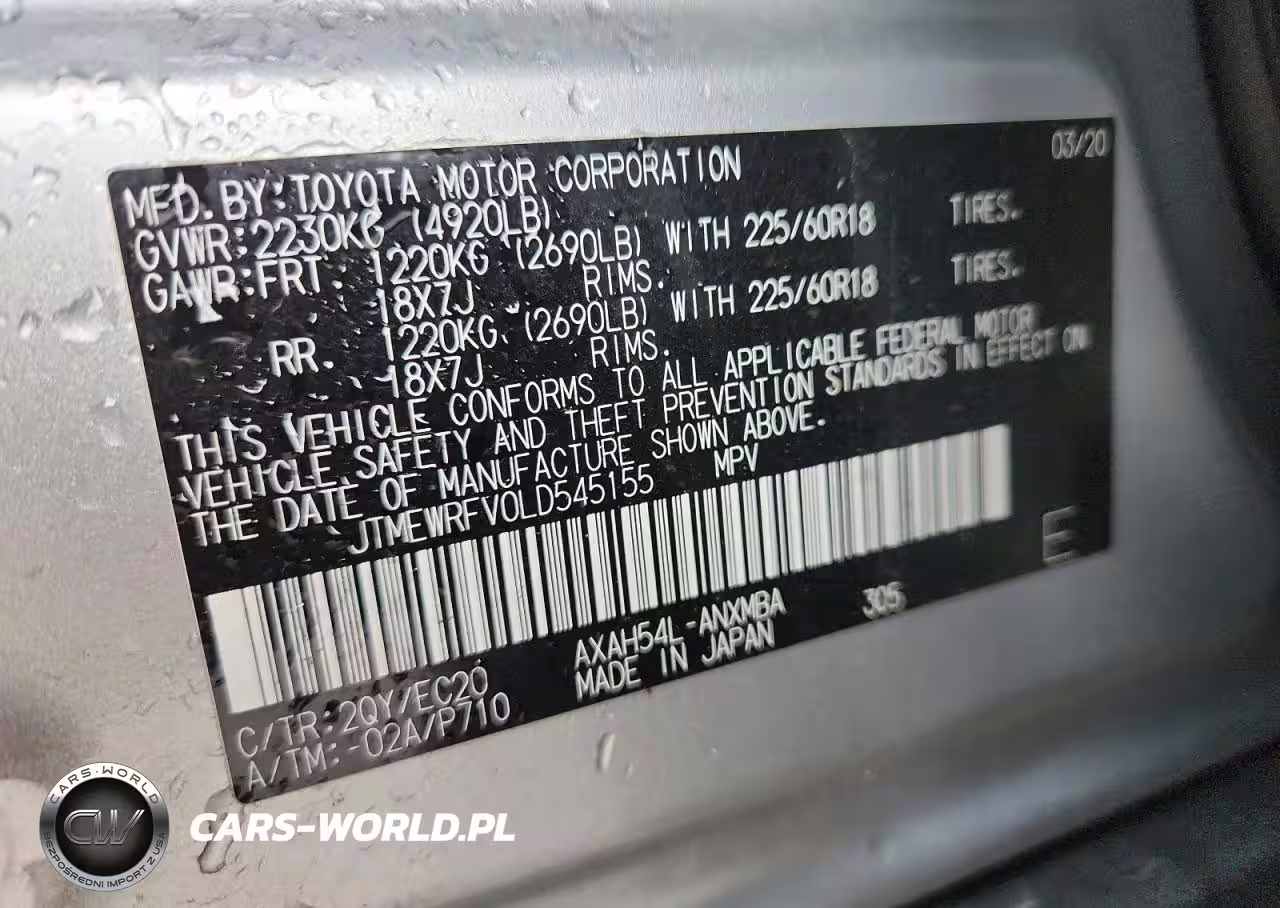 03/20
MFD. BY: TOYOTA MOTOR CORPORATION
GVWR: 2230KG (4920LB)
GAWR: FRT. 1220KG (2690LB) WITH 225/60R18 TIRES.
18X7J RIMS.
RR. 1220KG (2690LB) WITH 225/60R18 TIRES.
18X7J RIMS.
THIS VEHICLE CONFORMS TO ALL APPLICABLE FEDERAL MOTOR
VEHICLE SAFETY AND THEFT PREVENTION STANDARDS IN EFFECT ON
THE DATE OF MANUFACTURE SHOWN ABOVE.
JTMEWRFV0LD545155 MPV
E
AXAH54L-ANXMBA 305
MADE IN JAPAN
C/TR: 2QY/EC20
A/TM: -02A/P710
CARS-WORLD
CW
BEZPOŚREDNI IMPORT Z USA
CARS-WORLD.PL